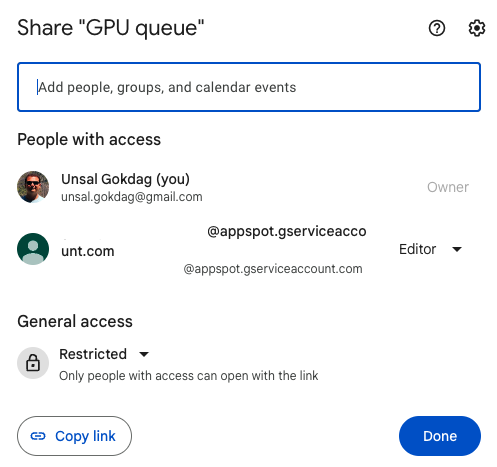 Share "GPU queue"
Add people, groups, and calendar events
People with access
Unsal Gokdag (you)
unsal.gokdag@gmail.com
Owner
@appspot.gserviceacco
unt.com
@appspot.gserviceaccount.com
Editor
General access
Restricted
Only people with access can open with the link
Copy link
Done